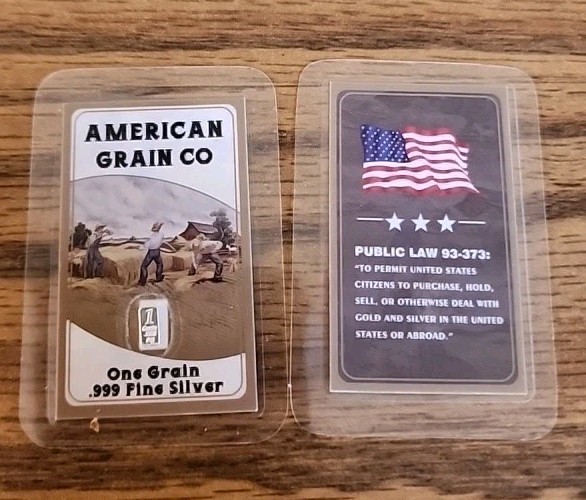 AMERICAN
GRAIN CO
1
One Grain
.999 Fine Silver
PUBLIC LAW 93-373:
"TO PERMIT UNITED STATES
CITIZENS TO PURCHASE, HOLD,
SELL, OR OTHERWISE DEAL WITH
GOLD AND SILVER IN THE UNITED
STATES OR ABROAD."